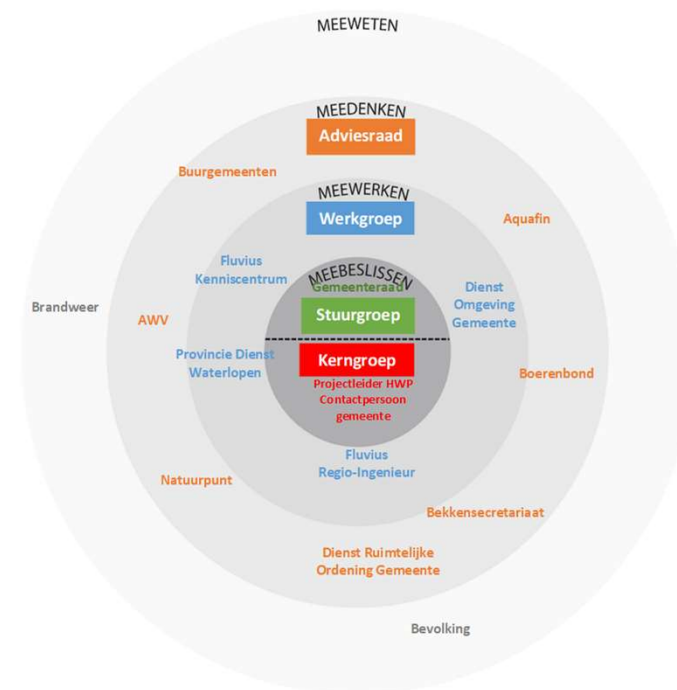 MEEWETEN
MEEDENKEN
Adviesraad
Buurgemeenten
MEEWERKEN
Werkgroep
Aquafin
Fluvius
Kenniscentrum
MEEBESLISSEN
Gemeenteraad
Dienst
Omgeving
Gemeente
Brandweer
Stuurgroep
AWV
Provincie Dienst
Waterlopen
Kerngroep
Projectleider HWP
Contactpersoon
gemeente
Boerenbond
Fluvius
Regio-Ingenieur
Natuurpunt
Bekkensecretariaat
Dienst Ruimtelijke
Ordening Gemeente
Bevolking